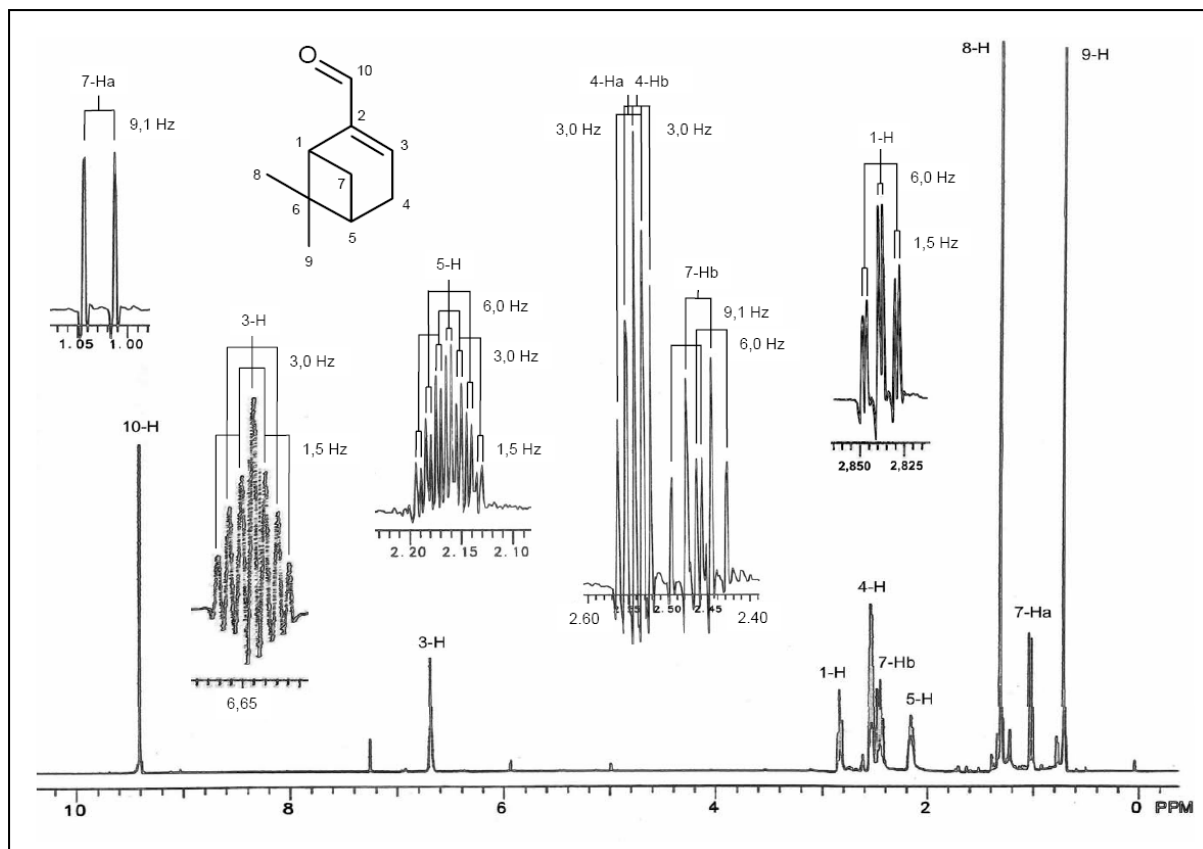 8-H
9-H
O
10
2
1
3
8
7
6
4
5
9
7-Ha
9,1 Hz
1.05 1.00
10-H
3-H
3,0 Hz
1,5 Hz
6,65
5-H
6,0 Hz
3,0 Hz
1,5 Hz
2.20 2.15 2.10
3-H
4-Ha 4-Hb
3,0 Hz 3,0 Hz
7-Hb
9,1 Hz
6,0 Hz
2.60 2.50 2.45 2.40
1-H
6,0 Hz
1,5 Hz
2,850 2,825
4-H
1-H
7-Hb
5-H
7-Ha
10 8 6 4 2 0 PPM